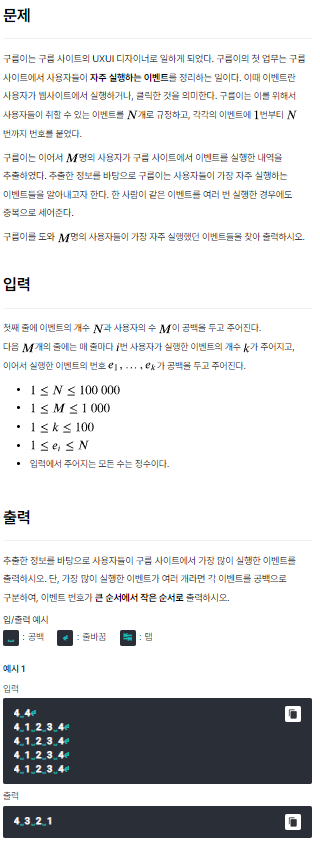 문제
구름이는 구름 사이트의 UXUI 디자이너로 일하게 되었다. 구름이의 첫 업무는 구름
사이트에서 사용자들이 자주 실행하는 이벤트를 정리하는 일이다. 이때 이벤트란
사용자가 웹사이트에서 실행하거나, 클릭한 것을 의미한다. 구름이는 이를 위해서
사용자들이 취할 수 있는 이벤트를 N개로 규정하고, 각각의 이벤트에 1번부터 N
번까지 번호를 붙였다.
구름이는 이어서 M명의 사용자가 구름 사이트에서 이벤트를 실행한 내역을
추출하였다. 추출한 정보를 바탕으로 구름이는 사용자들이 가장 자주 실행하는
이벤트들을 알아내고자 한다. 한 사람이 같은 이벤트를 여러 번 실행한 경우에도
중복으로 세어준다.
구름이를 도와 M명의 사용자들이 가장 자주 실행했던 이벤트들을 찾아 출력하시오.
입력
첫째 줄에 이벤트의 개수 N과 사용자의 수 M이 공백을 두고 주어진다.
다음 M개의 줄에는 매 줄마다 i번 사용자가 실행한 이벤트의 개수 k가 주어지고,
이어서 실행한 이벤트의 번호 e₁, … , eₖ가 공백을 두고 주어진다.
• 1 ≤ N ≤ 100 000
• 1 ≤ M ≤ 1 000
• 1 ≤ k ≤ 100
• 1 ≤ eᵢ ≤ N
• 입력에서 주어지는 모든 수는 정수이다.
출력
추출한 정보를 바탕으로 사용자들이 구름 사이트에서 가장 많이 실행한 이벤트를
출력하시오. 단, 가장 많이 실행한 이벤트가 여러 개라면 각 이벤트를 공백으로
구분하여, 이벤트 번호가 큰 순서에서 작은 순서로 출력하시오.
입/출력 예시
: 공백 : 줄바꿈 : 탭
예시 1
입력
4 4
4 1 2 3 4
4 1 2 3 4
4 1 2 3 4
4 1 2 3 4
출력
4 3 2 1